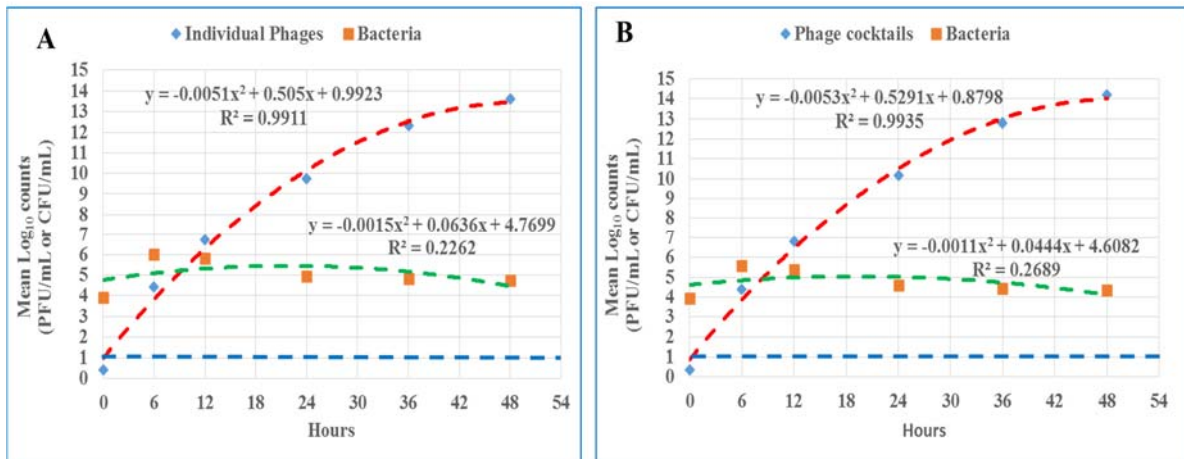 A
Individual Phages
Bacteria
15
14
13
12
11
10
9
8
7
6
5
4
3
2
1
0
y = -0.0051x² + 0.505x + 0.9923
R² = 0.9911
y = -0.0015x² + 0.0636x + 4.7699
R² = 0.2262
Mean Log₁₀ counts
(PFU/mL or CFU/mL)
0 6 12 18 24 30 36 42 48 54
Hours
B
Phage cocktails
Bacteria
15
14
13
12
11
10
9
8
7
6
5
4
3
2
1
0
y = -0.0053x² + 0.5291x + 0.8798
R² = 0.9935
y = -0.0011x² + 0.0444x + 4.6082
R² = 0.2689
Mean Log₁₀ counts
(PFU/mL or CFU/mL)
0 6 12 18 24 30 36 42 48 54
Hours